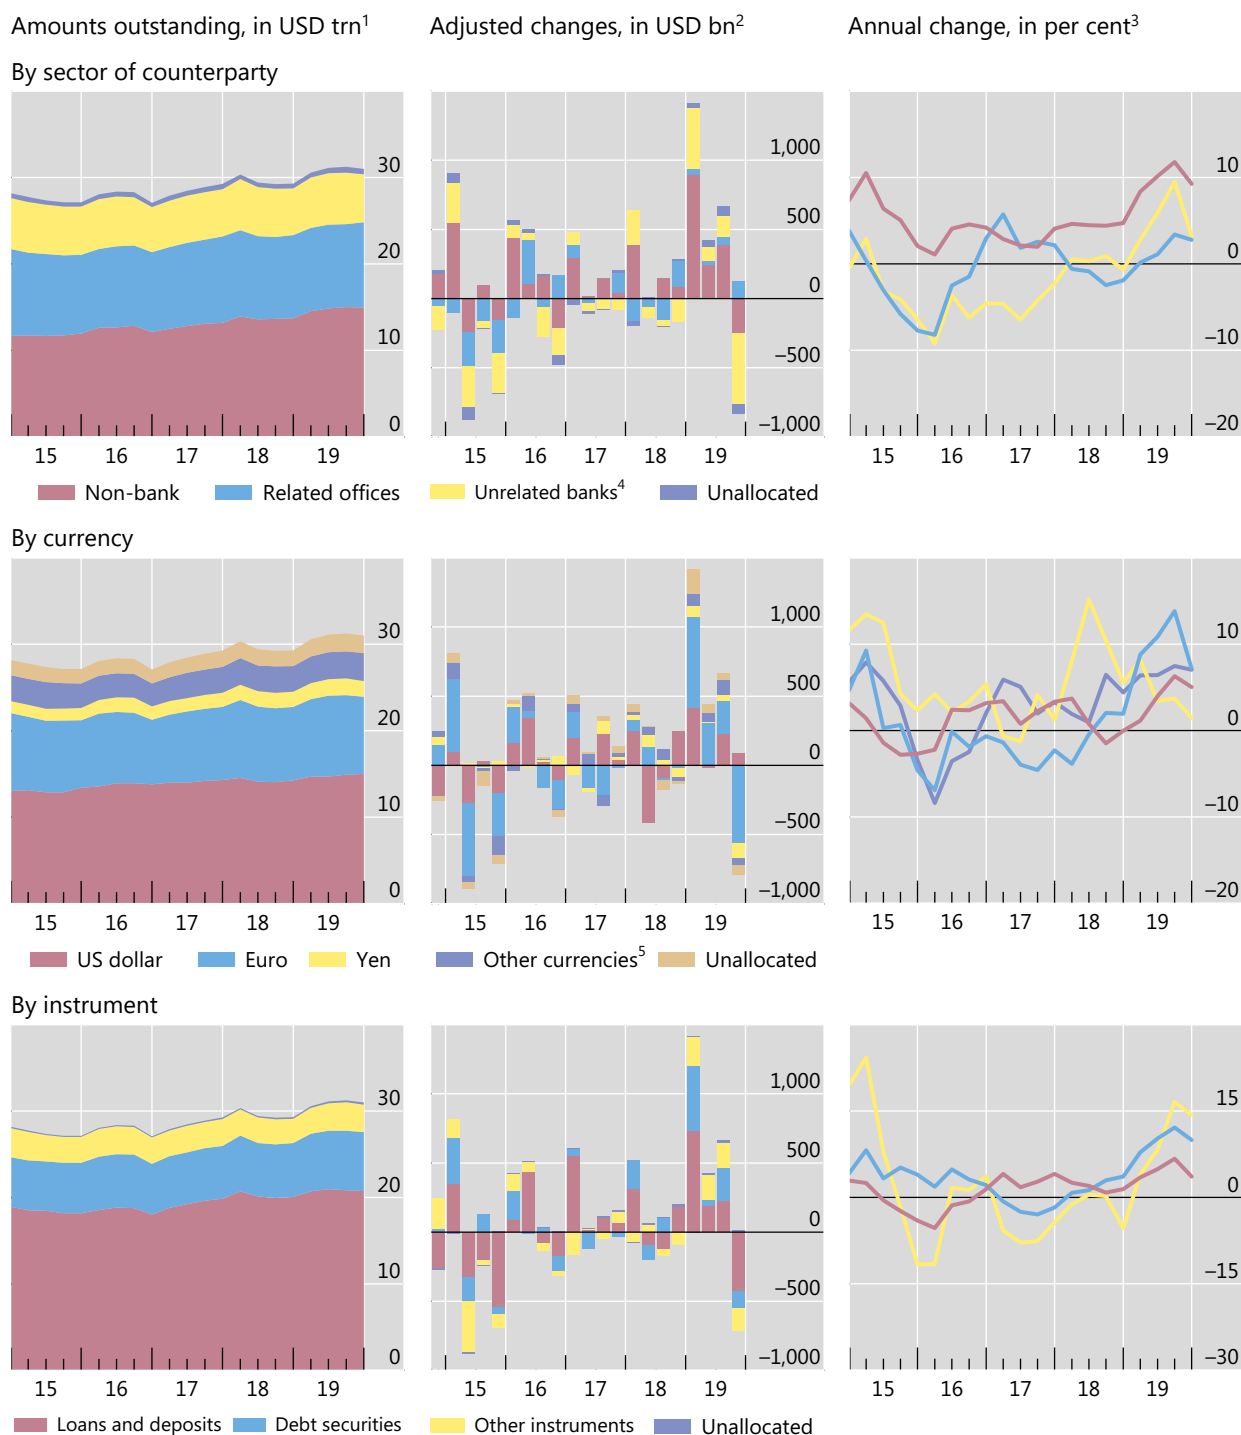 Amounts outstanding, in USD trn1 Adjusted changes, in USD bn2 Annual change, in per cent3
By sector of counterparty
30
20
10
0
15 16 17 18 19
1,000
500
0
−500
−1,000
15 16 17 18 19
10
0
−10
−20
15 16 17 18 19
Non-bank Related offices Unrelated banks4 Unallocated
By currency
30
20
10
0
15 16 17 18 19
1,000
500
0
−500
−1,000
15 16 17 18 19
10
0
−10
−20
15 16 17 18 19
US dollar Euro Yen Other currencies5 Unallocated
By instrument
30
20
10
0
15 16 17 18 19
1,000
500
0
−500
−1,000
15 16 17 18 19
15
0
−15
−30
15 16 17 18 19
Loans and deposits Debt securities Other instruments Unallocated